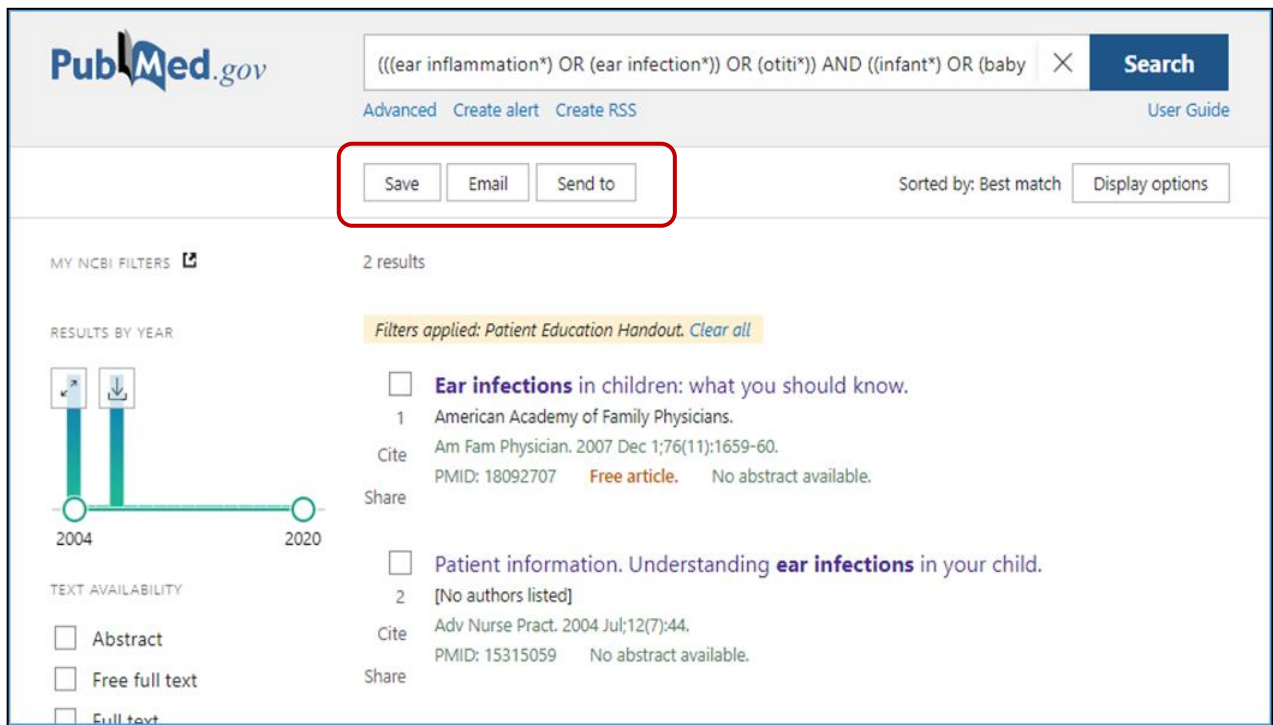 PubMed.gov
(((ear inflammation*) OR (ear infection*)) OR (otiti*)) AND ((infant*) OR (baby
Search
Advanced Create alert Create RSS
User Guide
Save Email Send to
Sorted by: Best match Display options
MY NCBI FILTERS
2 results
RESULTS BY YEAR
Filters applied: Patient Education Handout. Clear all
2004 2020
TEXT AVAILABILITY
Abstract
Free full text
Full text
Ear infections in children: what you should know.
1 American Academy of Family Physicians.
Cite Am Fam Physician. 2007 Dec 1;76(11):1659-60.
PMID: 18092707 Free article. No abstract available.
Share
Patient information. Understanding ear infections in your child.
2 [No authors listed]
Cite Adv Nurse Pract. 2004 Jul;12(7):44.
PMID: 15315059 No abstract available.
Share